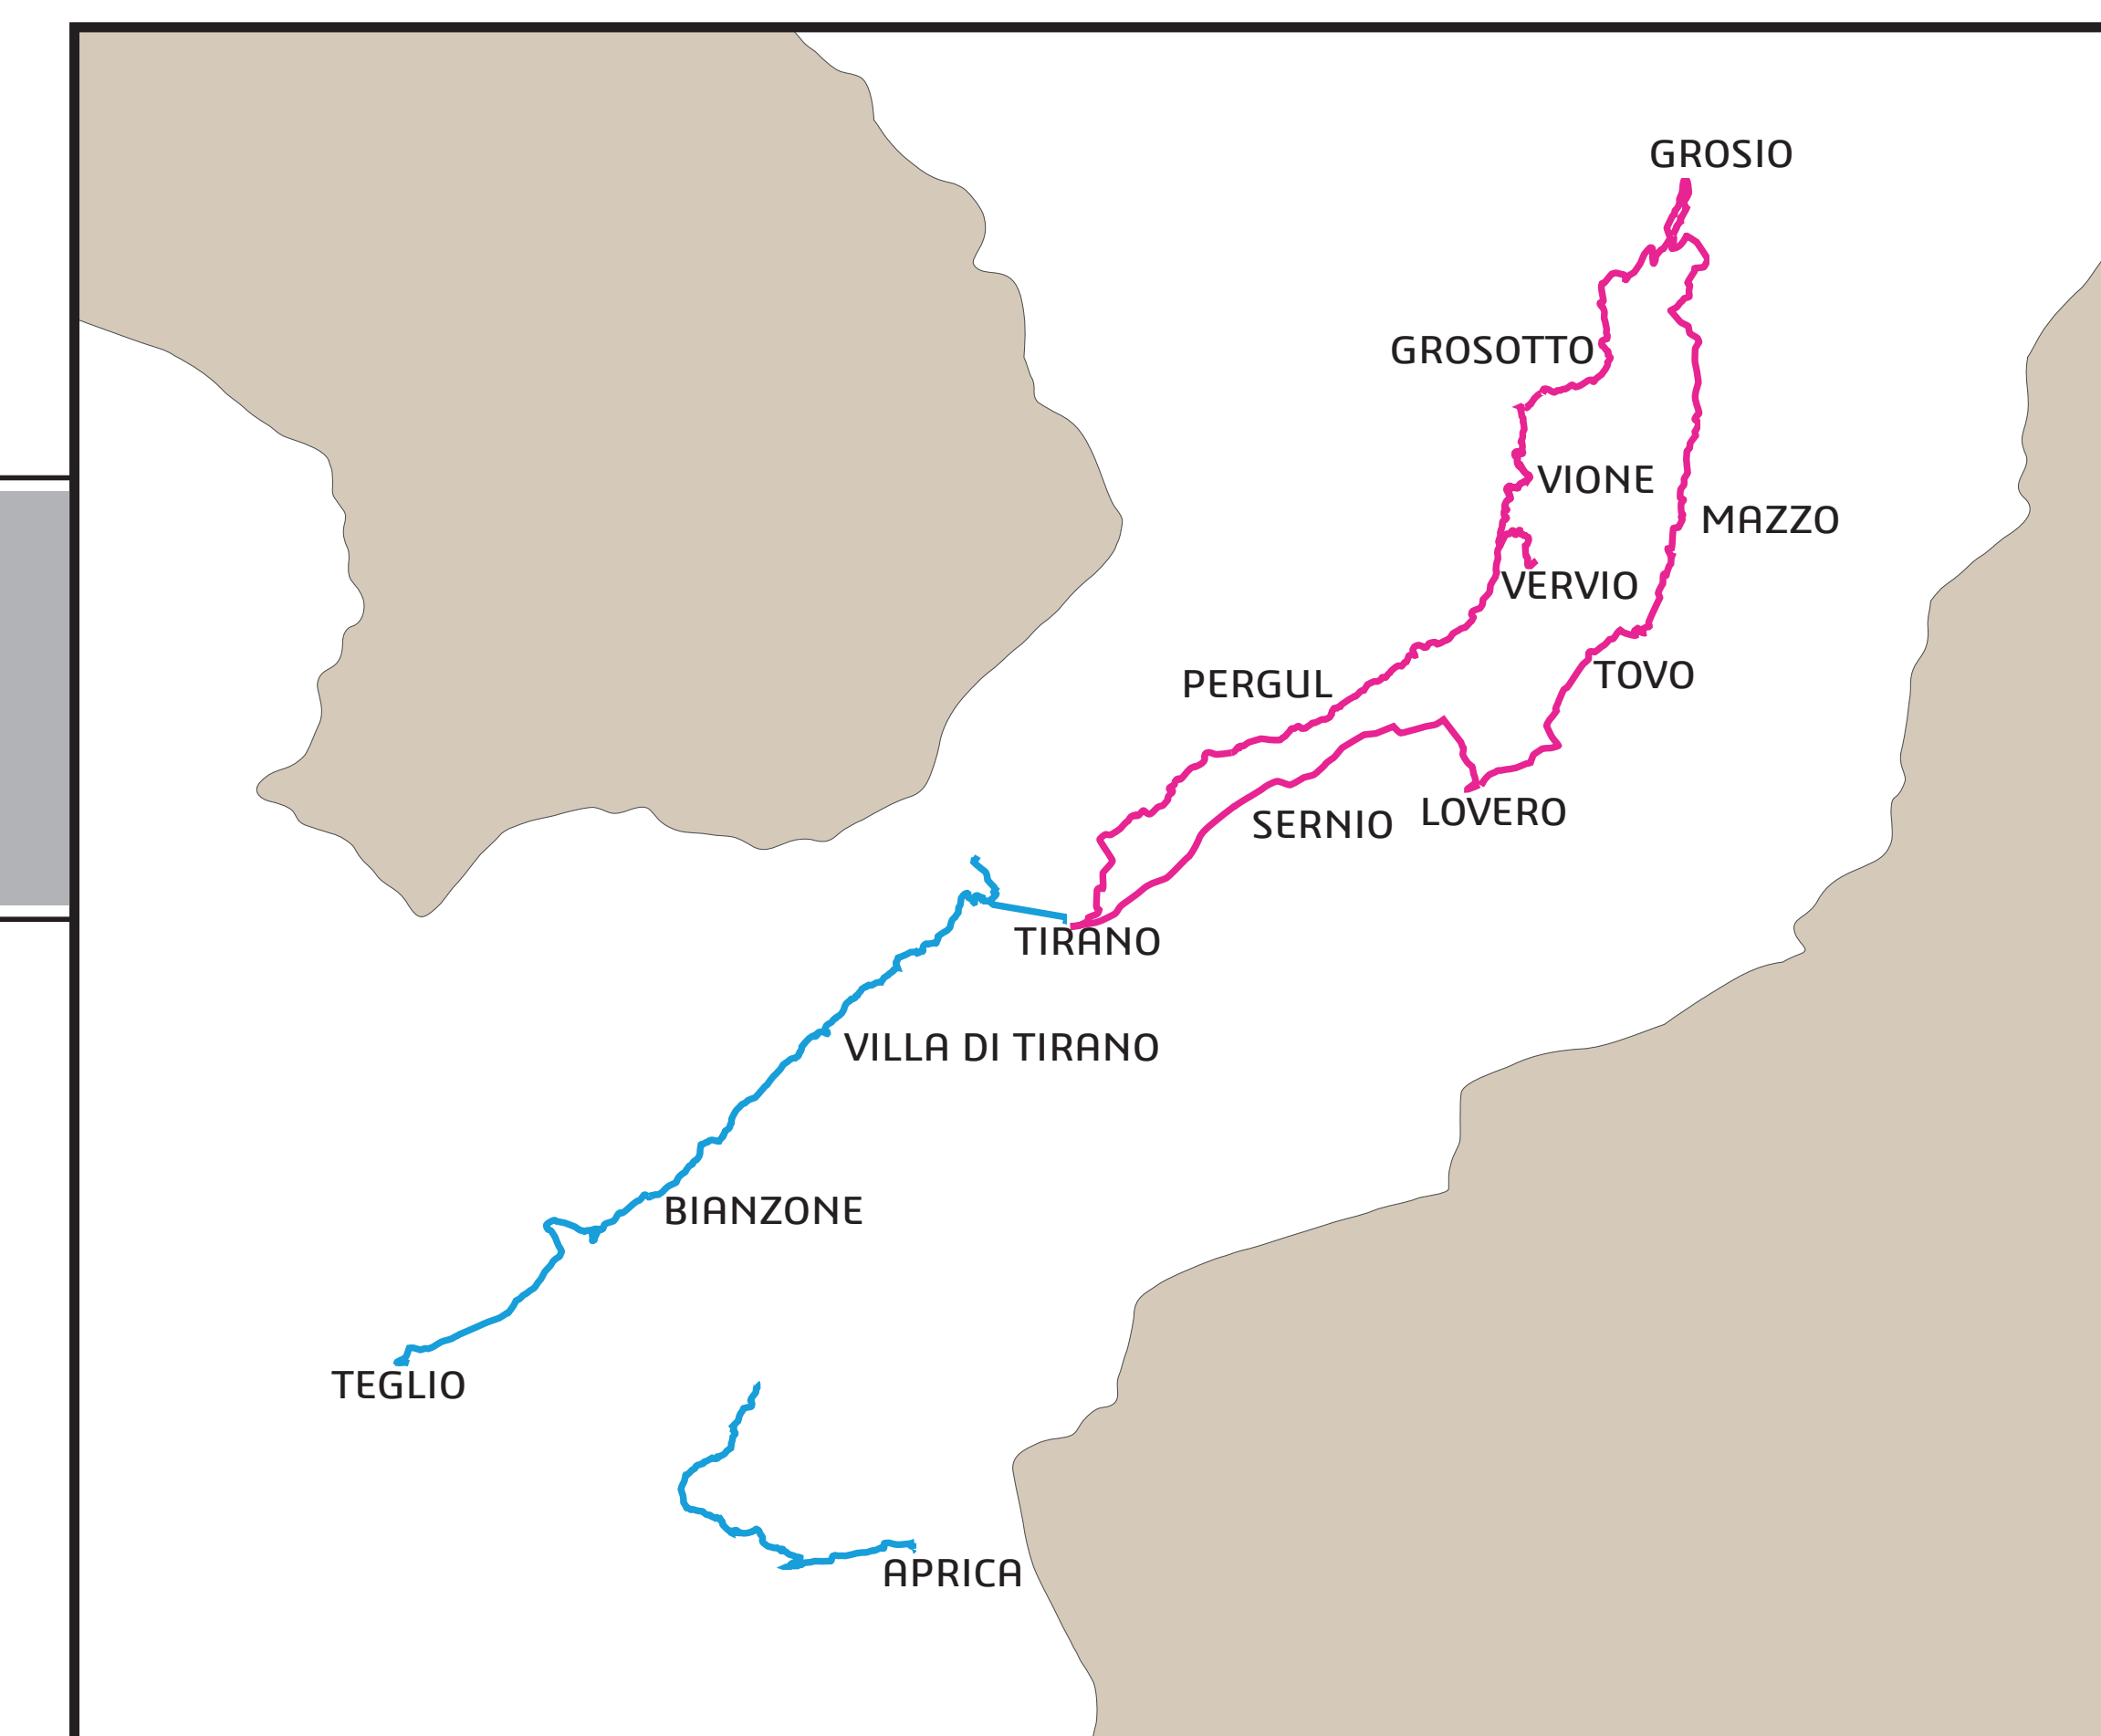 GROSIO
GROSOTTO
VIONE
MAZZO
VERVIO
TOVO
PERGUL
LOVERO
SERNIO
TIRANO
VILLA DI TIRANO
BIANZONE
TEGLIO
APRICA